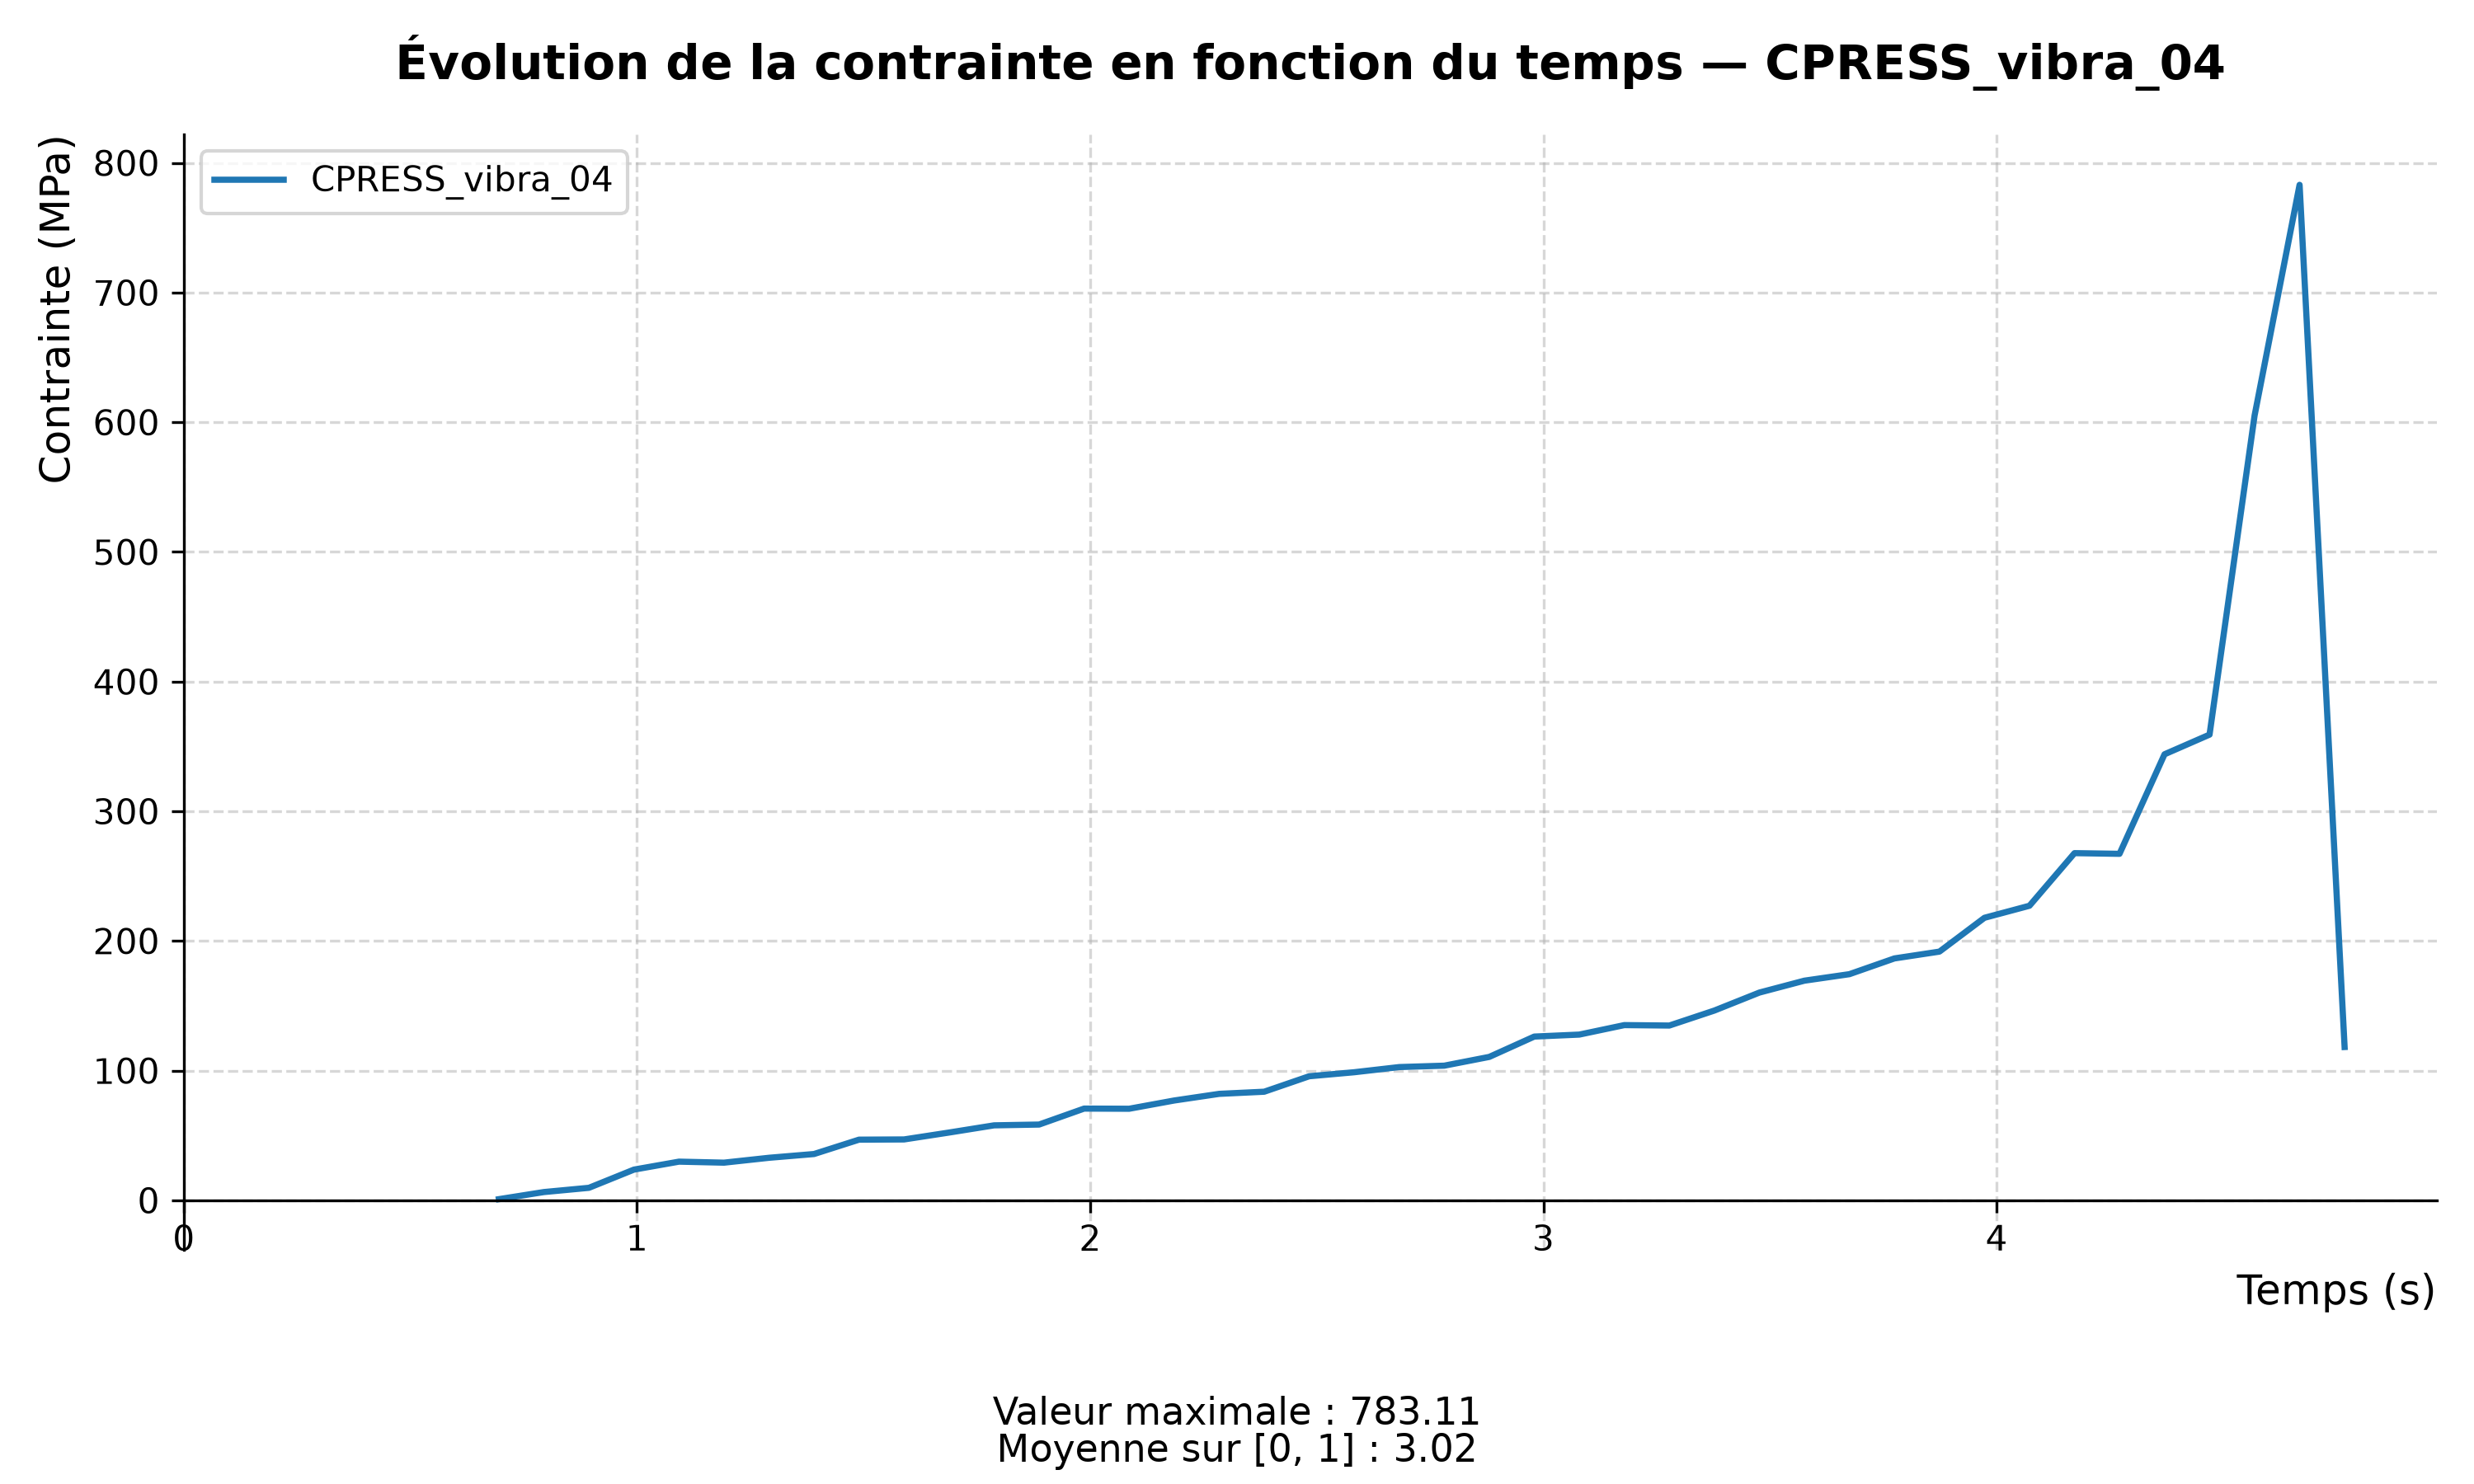 Évolution de la contrainte en fonction du temps — CPRESS_vibra_04
Contrainte (MPa)
CPRESS_vibra_04
800
700
600
500
400
300
200
100
0
0 1 2 3 4
Temps (s)
Valeur maximale : 783.11
Moyenne sur [0, 1] : 3.02